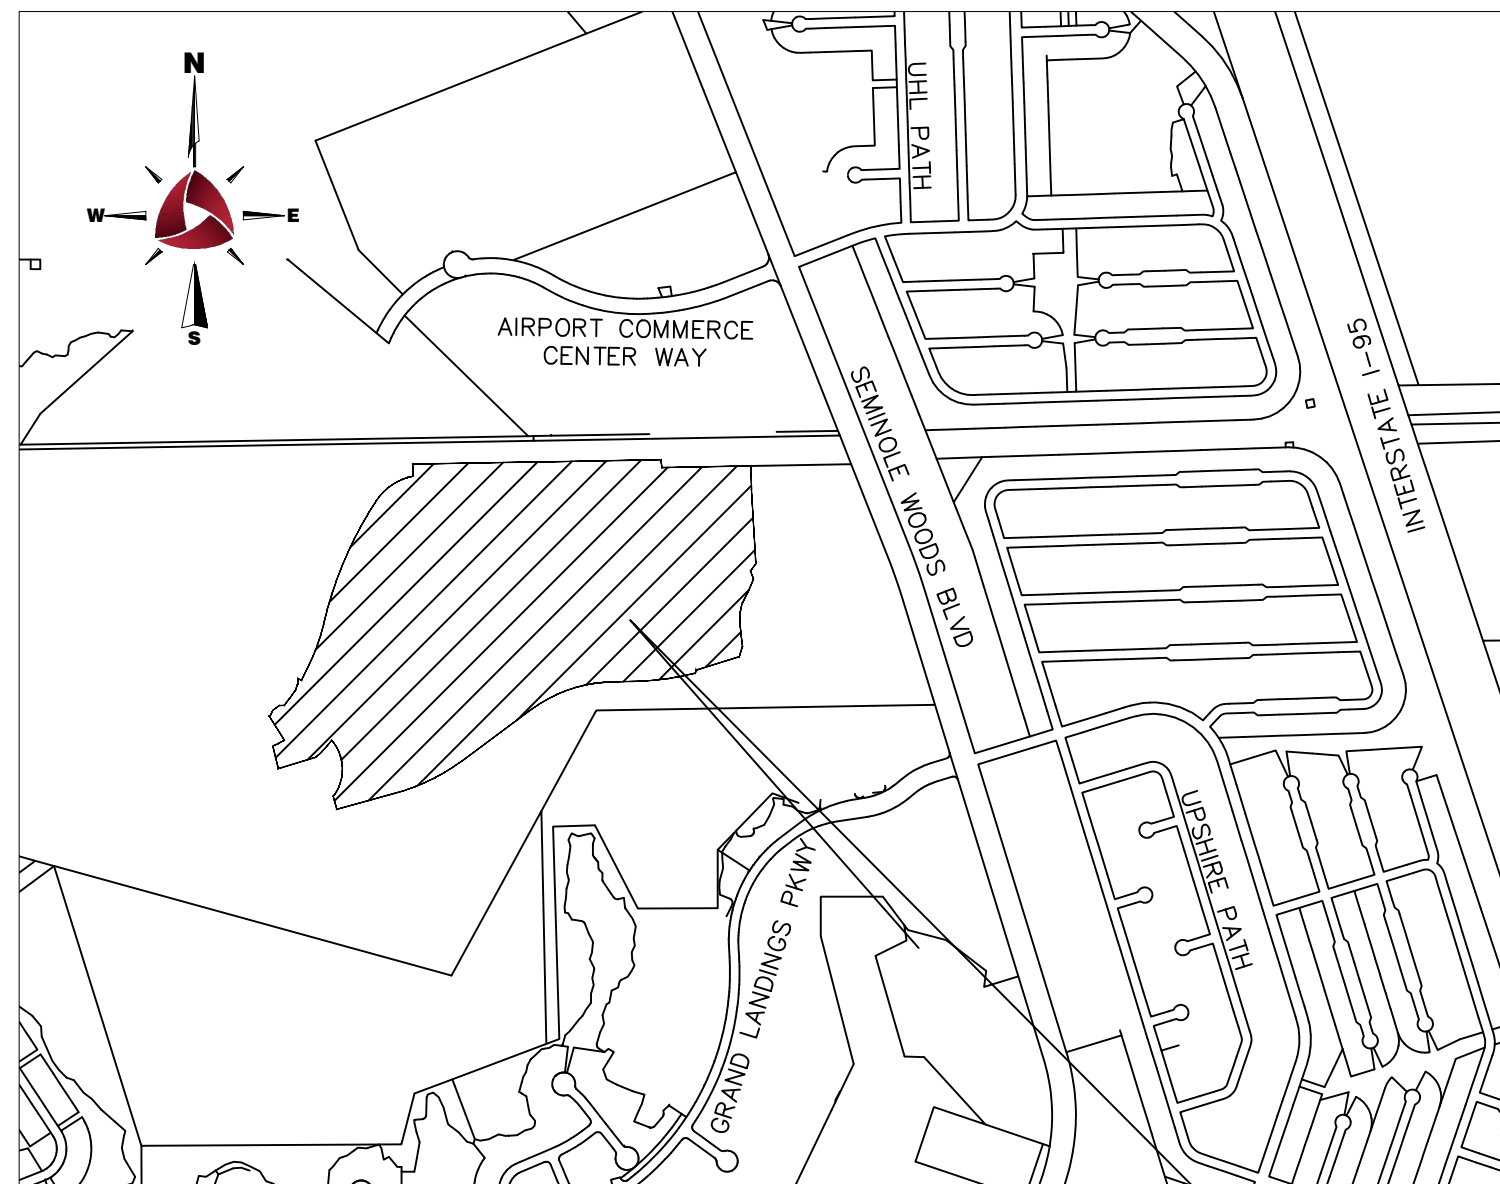 N
W
E
S
UHL PATH
AIRPORT COMMERCE
CENTER WAY
SEMINOLE WOODS BLVD
INTERSTATE I-95
UPSHIRE PATH
GRAND LANDINGS PKWY